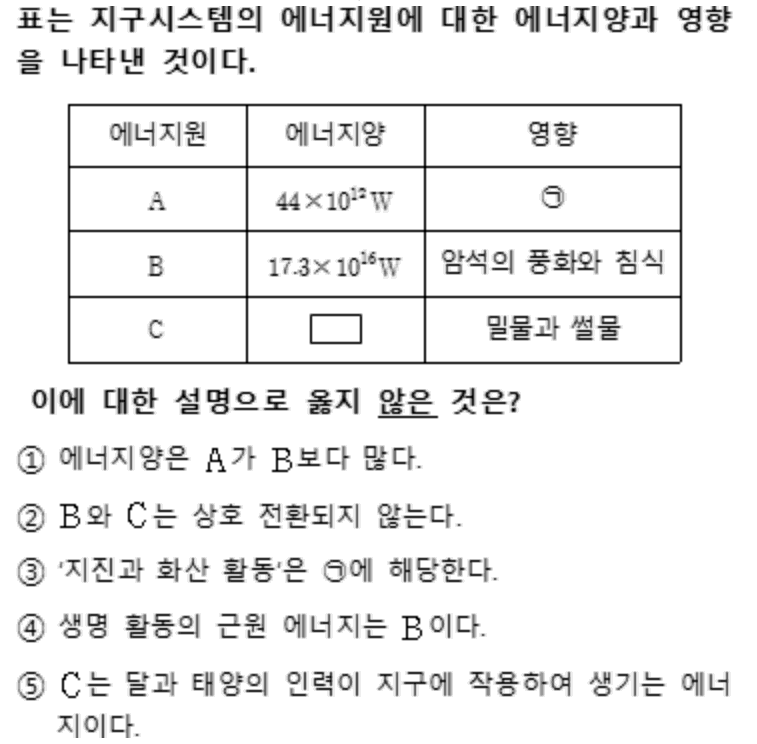 표는 지구시스템의 에너지원에 대한 에너지양과 영향
을 나타낸 것이다.
에너지원 에너지양 영향
A 44×10¹²W ㉠
B 17.3×10¹⁶W 암석의 풍화와 침식
C 밀물과 썰물
이에 대한 설명으로 옳지 않은 것은?
① 에너지양은 A가 B보다 많다.
② B와 C는 상호 전환되지 않는다.
③ '지진과 화산 활동'은 ㉠에 해당한다.
④ 생명 활동의 근원 에너지는 B이다.
⑤ C는 달과 태양의 인력이 지구에 작용하여 생기는 에너
지이다.